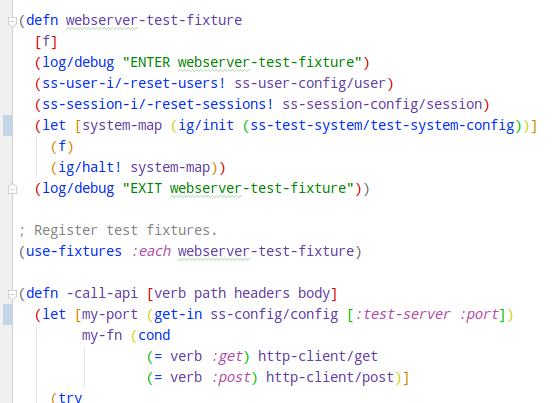 (defn webserver-test-fixture
  [f]
  (log/debug "ENTER webserver-test-fixture")
  (ss-user-i/-reset-users! ss-user-config/user)
  (ss-session-i/-reset-sessions! ss-session-config/session)
  (let [system-map (ig/init (ss-test-system/test-system-config))]
    (f)
    (ig/halt! system-map))
  (log/debug "EXIT webserver-test-fixture"))

; Register test fixtures.
(use-fixtures :each webserver-test-fixture)

(defn -call-api [verb path headers body]
  (let [my-port (get-in ss-config/config [:test-server :port])
        my-fn (cond
                (= verb :get) http-client/get
                (= verb :post) http-client/post)]
    (try